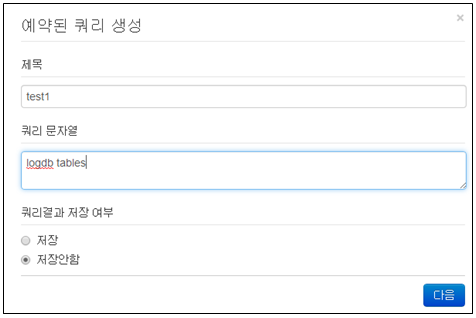 예약된 쿼리 생성
×
제목
test1
쿼리 문자열
logdb tables
쿼리결과 저장 여부
저장
저장안함
다음